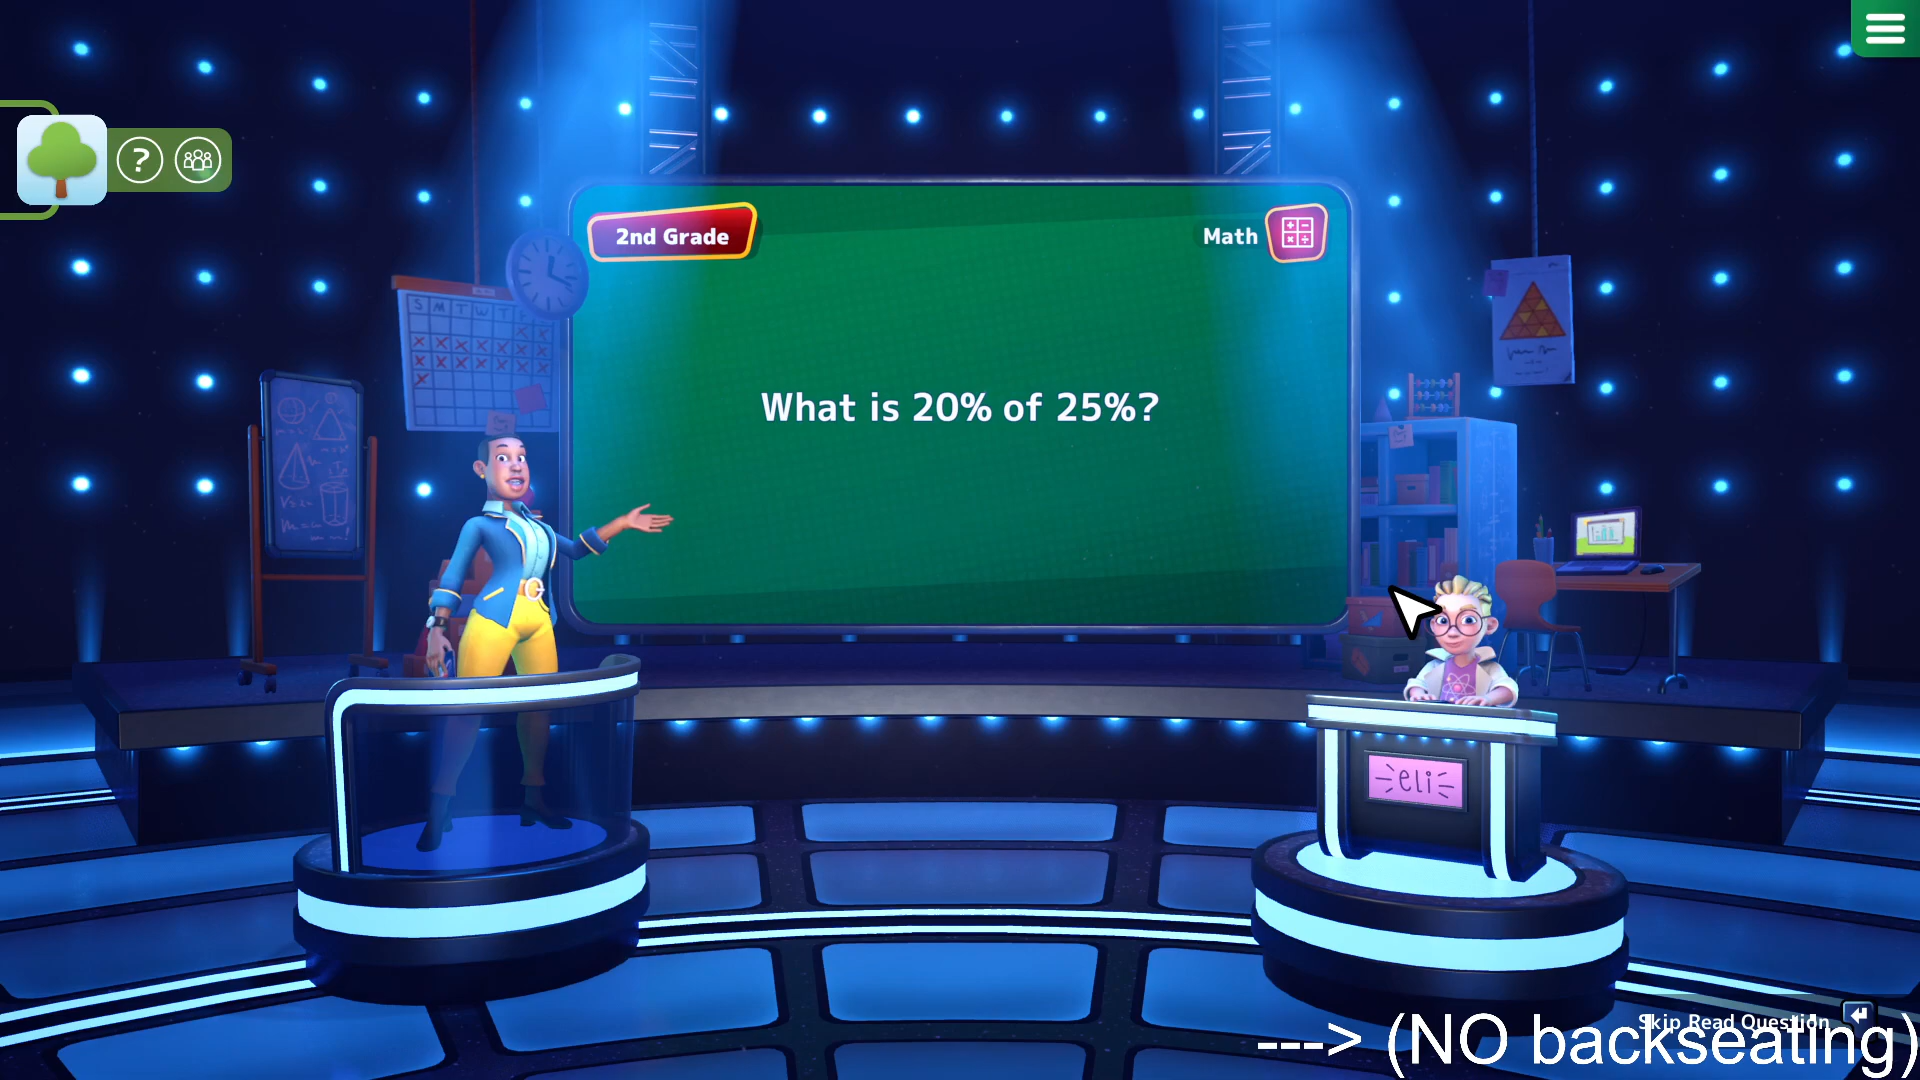 2nd Grade
Math
What is 20% of 25%?
S M T W T F
eli
Skip Read Question
---> (NO backseating)